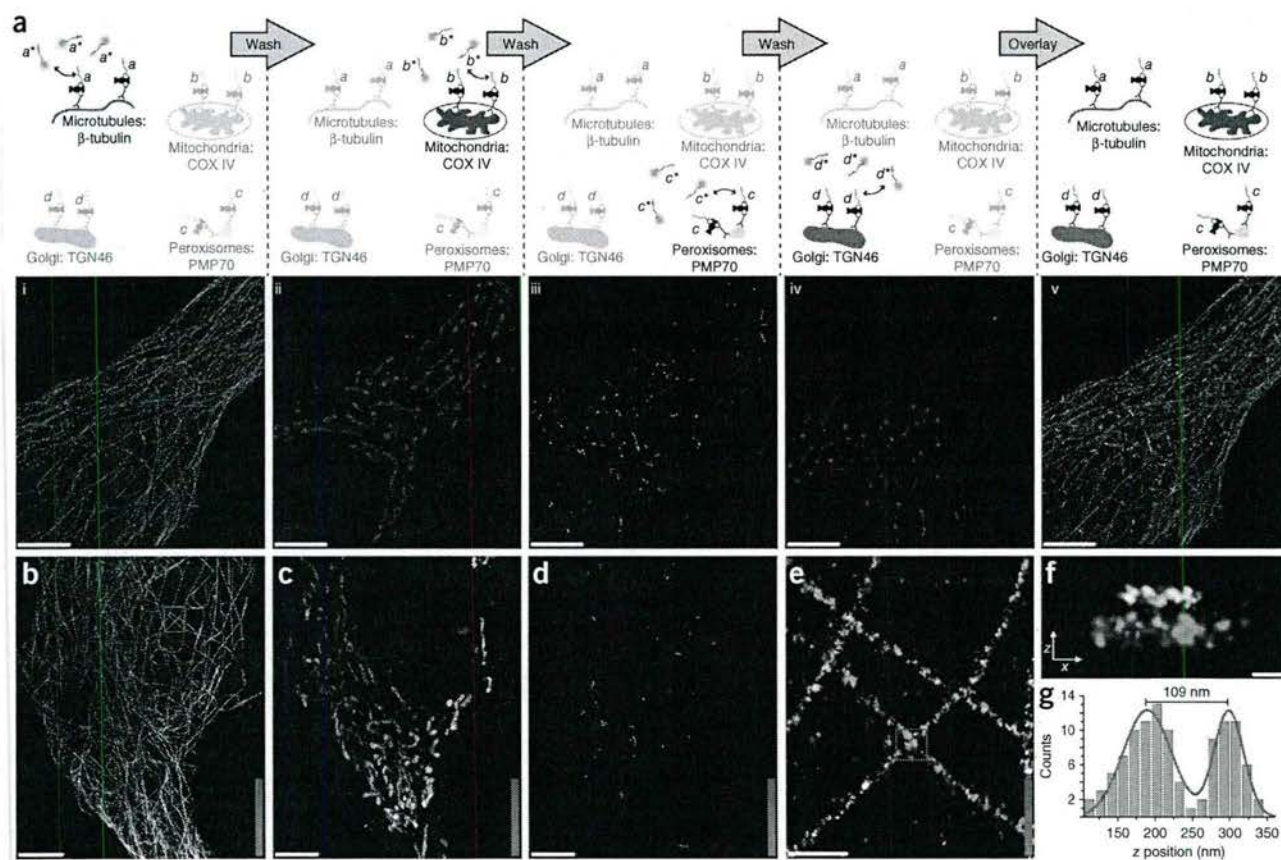 a
Wash
Wash
Wash
Overlay
a* a* a* a* a a
b b
Microtubules:
β-tubulin
Mitochondria:
COX IV
d d
c c
Golgi: TGN46
Peroxisomes:
PMP70
a a
b* b* b* b*
b b
Microtubules:
β-tubulin
Mitochondria:
COX IV
d d
c c
Golgi: TGN46
Peroxisomes:
PMP70
a a
b b
Microtubules:
β-tubulin
Mitochondria:
COX IV
c* c* c* c*
d d
c c
Golgi: TGN46
Peroxisomes:
PMP70
a a
b b
Microtubules:
β-tubulin
Mitochondria:
COX IV
d* d* d*
d d
c c
Golgi: TGN46
Peroxisomes:
PMP70
a a
b b
Microtubules:
β-tubulin
Mitochondria:
COX IV
d d
c c
Golgi: TGN46
Peroxisomes:
PMP70
i
ii
iii
iv
v
b
c
d
e
f
z
x
g
109 nm
14
10
6
2
Counts
150 200 250 300 350
z position (nm)